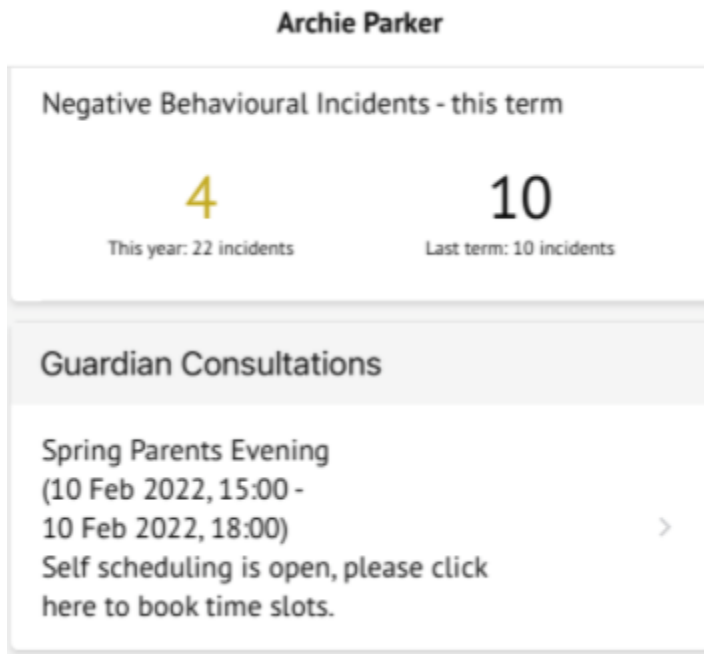 Archie Parker
Negative Behavioural Incidents - this term
4 10
This year: 22 incidents Last term: 10 incidents
Guardian Consultations
Spring Parents Evening
(10 Feb 2022, 15:00 -
10 Feb 2022, 18:00)
Self scheduling is open, please click
here to book time slots.